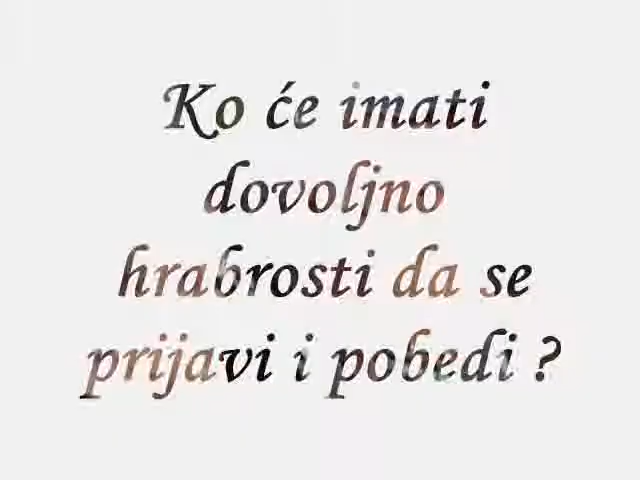 Ko će imati
dovoljno
hrabrosti da se
prijavi i pobedi ?